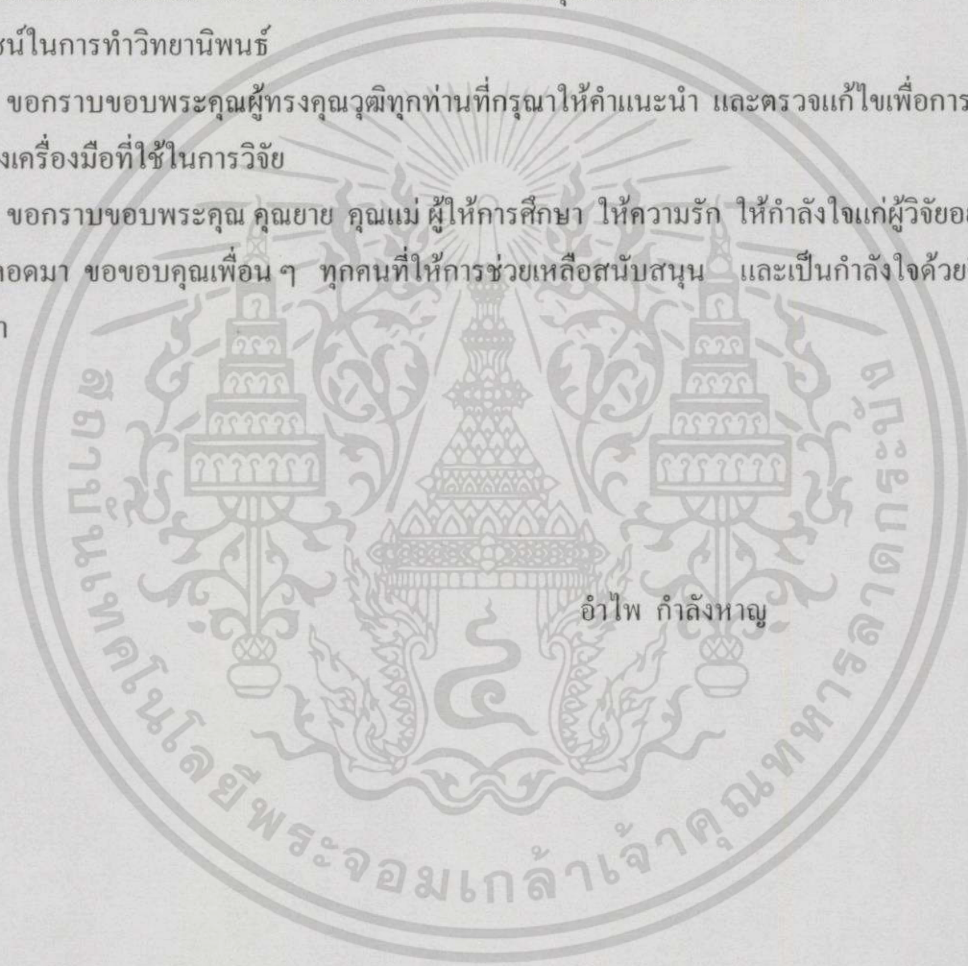 ชน์ในการทำวิทยานิพนธ์
ขอกราบขอบพระคุณผู้ทรงคุณวุฒิทุกท่านที่กรุณาให้คำแนะนำ และตรวจแก้ไขเพื่อการ
งเครื่องมือที่ใช้ในการวิจัย
ขอกราบขอบพระคุณ คุณยาย คุณแม่ ผู้ให้การศึกษา ให้ความรัก ให้กำลังใจแก่ผู้วิจัย
ลอดมา ขอขอบคุณเพื่อน ๆ ทุกคนที่ให้การช่วยเหลือสนับสนุน และเป็นกำลังใจด้วย
อำไพ กำลังหาญ
สถาบันเทคโนโลยีพระจอมเกล้าเจ้าคุณทหารลาดกระบัง